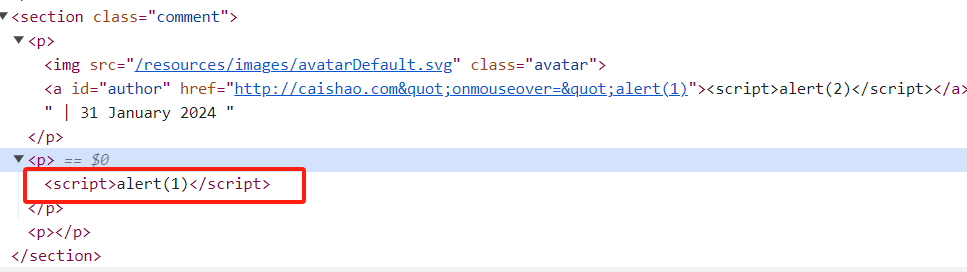 ▼<section class="comment">
▼<p>
<img src="/resources/images/avatarDefault.svg" class="avatar">
<a id="author" href="http://caishao.com&quot;onmouseover=&quot;alert(1)"><script>alert(2)</script></a>
" | 31 January 2024 "
</p>
▼<p> == $0
<script>alert(1)</script>
</p>
<p></p>
</section>